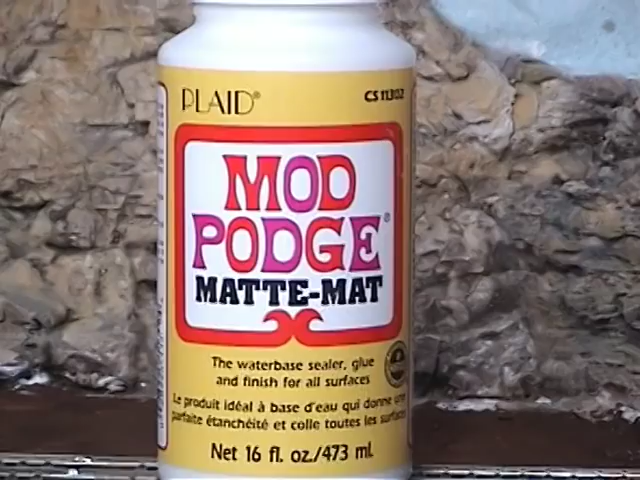 PLAID®
CS 11302
MOD
PODGE®
MATTE-MAT
The waterbase sealer, glue
and finish for all surfaces
Le produit idéal à base d'eau qui donne une
parfaite étanchéité et colle toutes les surfaces
Net 16 fl. oz./473 ml.